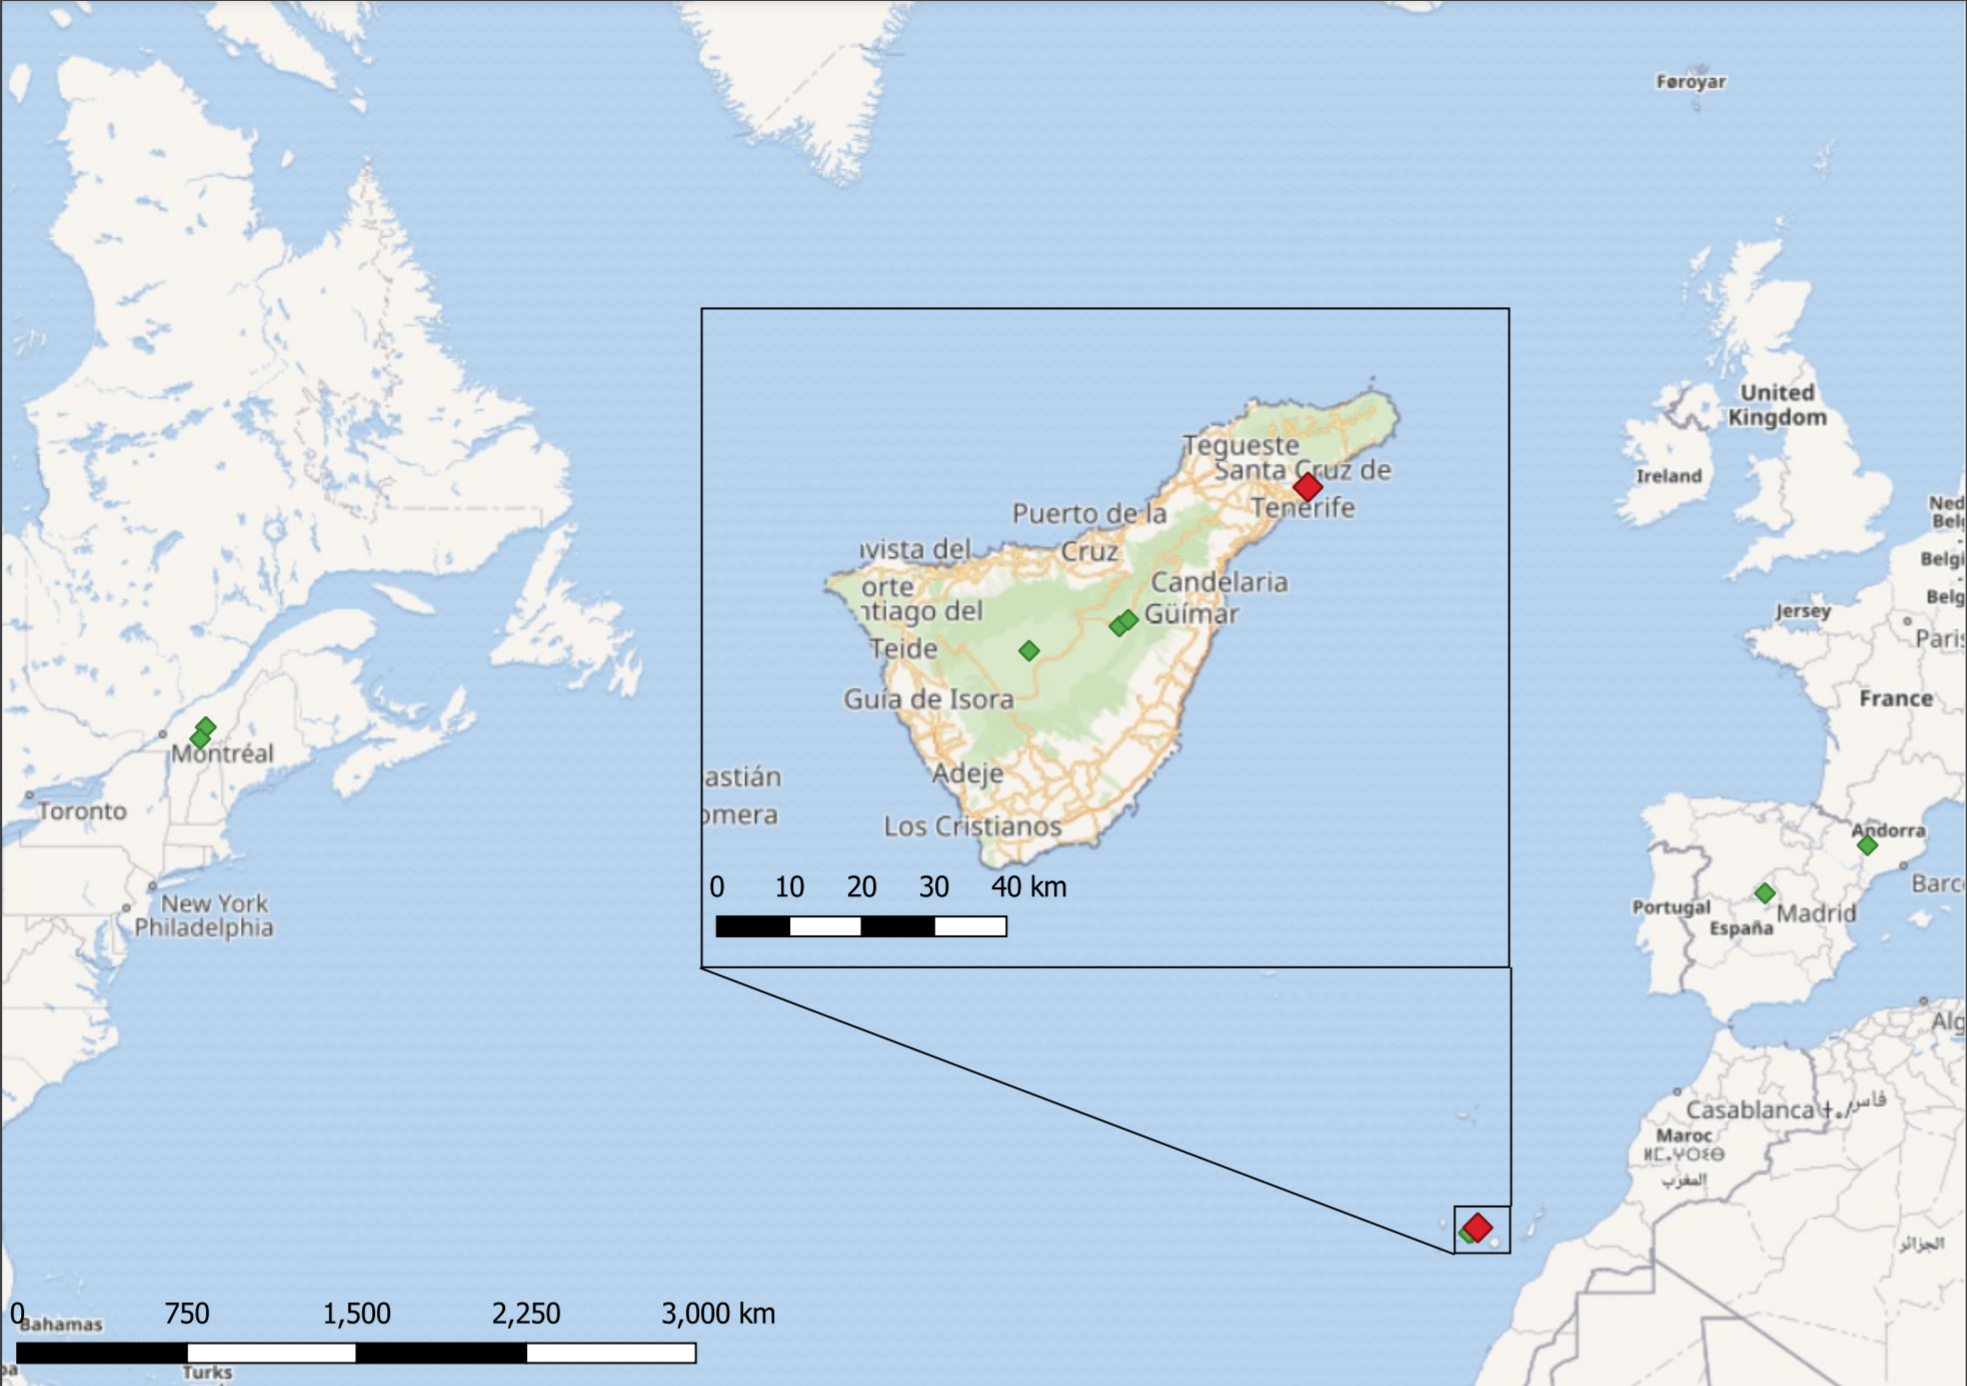 Føroyar
United
Kingdom
Ireland
Ned
Bel
Belgi
Belg
Jersey
Paris
France
Tegueste
Santa Cruz de
Tenerife
Puerto de la
Cruz
vista del
orte
ntiago del
Teide
Candelaria
Güímar
Guía de Isora
astián
omera
Adeje
Los Cristianos
0 10 20 30 40 km
Montréal
Toronto
New York
Philadelphia
Andorra
Barc
Portugal
Madrid
España
Alg
Casablanca
فاس
Maroc
ⵍⵎⵖⵔⵉⴱ
المغرب
الجزائر
0 750 1,500 2,250 3,000 km
Bahamas
Turks